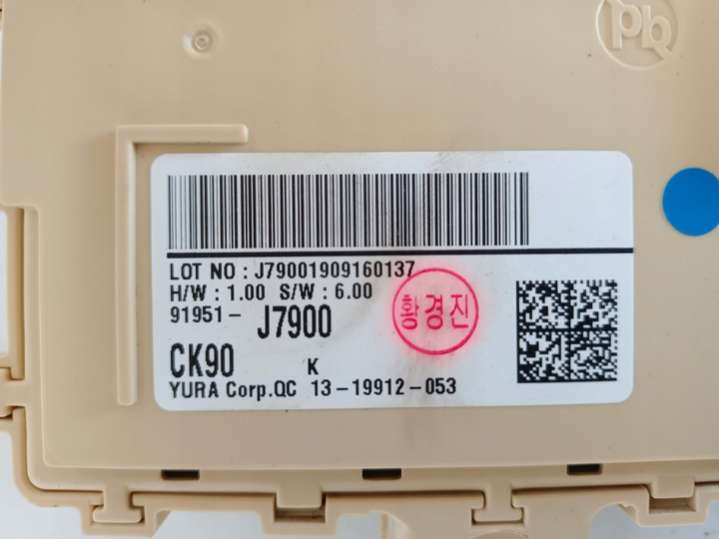 Pb
LOT NO : J79001909160137
H/W : 1.00 S/W : 6.00
91951- J7900
황경진
CK90 K
YURA Corp.QC 13-19912-053